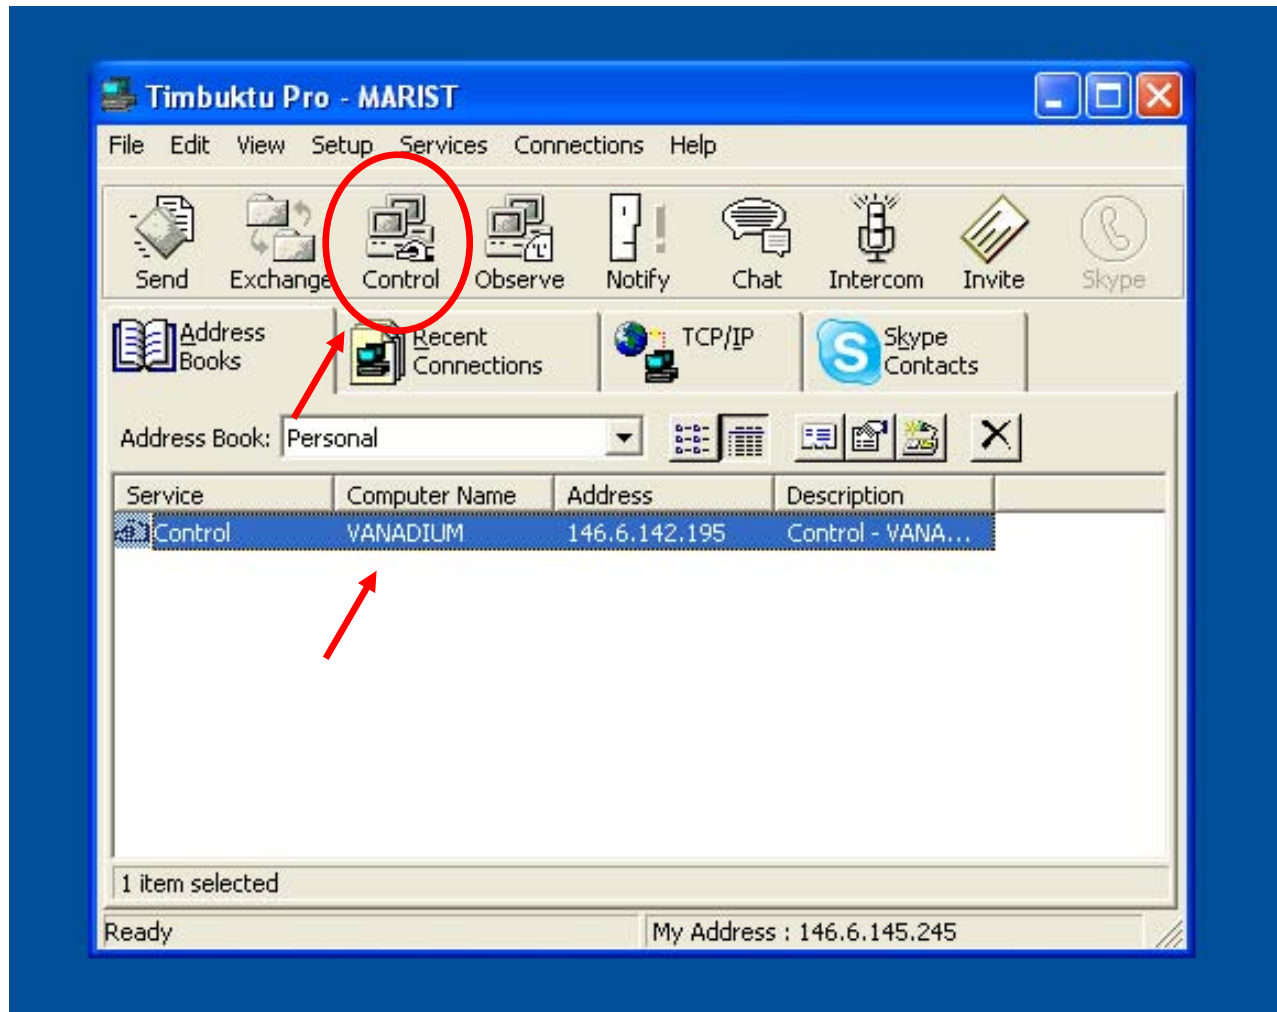 Timbuktu Pro - MARIST
File Edit View Setup Services Connections Help
Send Exchange Control Observe Notify Chat Intercom Invite Skype
Address Books
Recent Connections
TCP/IP
Skype Contacts
Address Book: Personal
Service Computer Name Address Description
Control VANADIUM 146.6.142.195 Control - VANA...
1 item selected
Ready My Address : 146.6.145.245